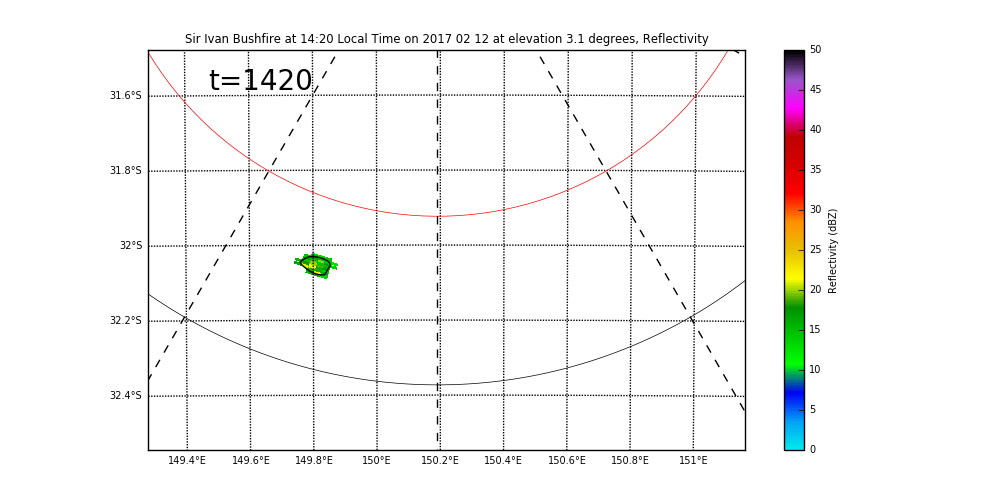 Sir Ivan Bushfire at 14:20 Local Time on 2017 02 12 at elevation 3.1 degrees, Reflectivity
t=1420
31.6°S
31.8°S
32°S
32.2°S
32.4°S
149.4°E 149.6°E 149.8°E 150°E 150.2°E 150.4°E 150.6°E 150.8°E 151°E
50
45
40
35
30
25
20
15
10
5
0
Reflectivity (dBZ)